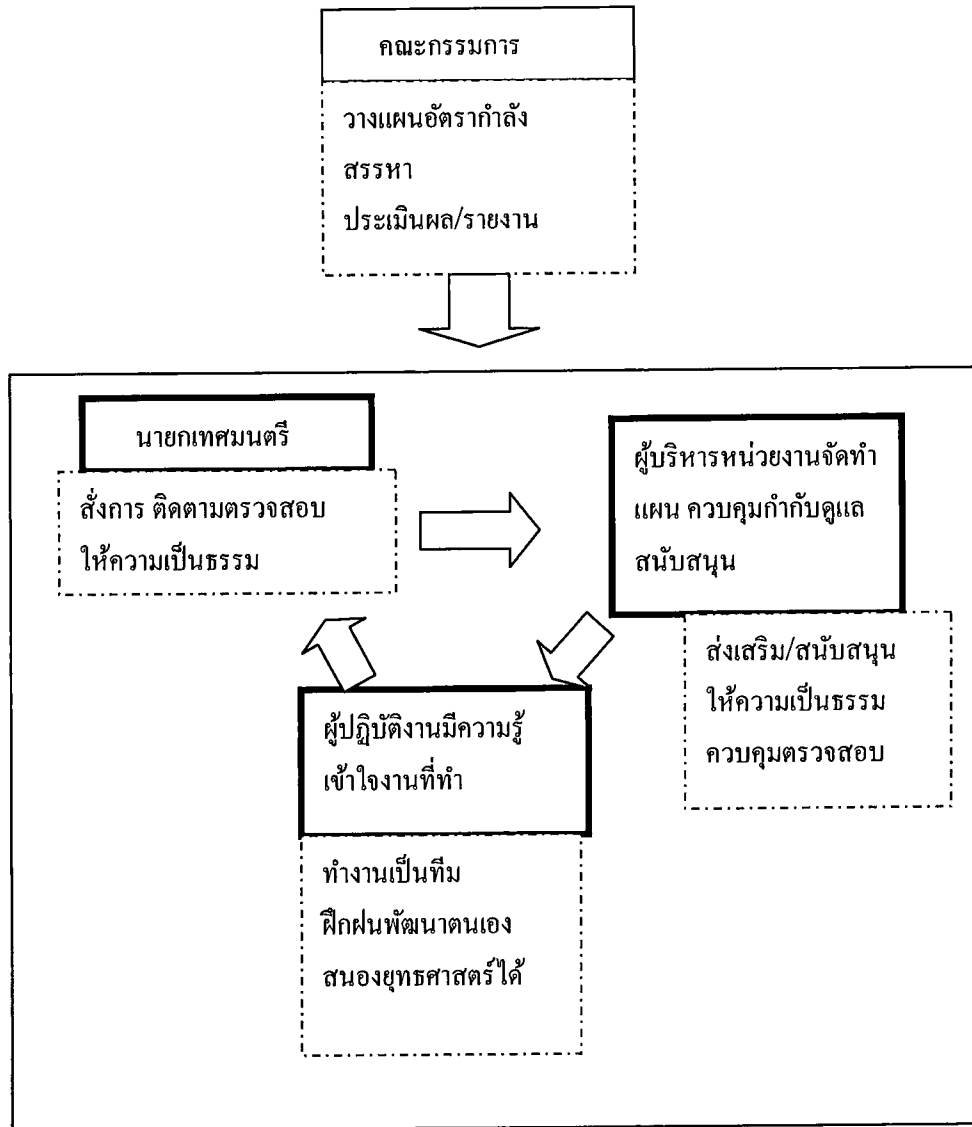 คณะกรรมการ
วางแผนอัตรากำลัง
สรรหา
ประเมินผล/รายงาน
นายกเทศมนตรี
สั่งการ ติดตามตรวจสอบ
ให้ความเป็นธรรม
ผู้บริหารหน่วยงานจัดทำ
แผน ควบคุมกำกับดูแล
สนับสนุน
ส่งเสริม/สนับสนุน
ให้ความเป็นธรรม
ควบคุมตรวจสอบ
ผู้ปฏิบัติงานมีความรู้
เข้าใจงานที่ทำ
ทำงานเป็นทีม
ฝึกฝนพัฒนาตนเอง
สนองยุทธศาสตร์ได้